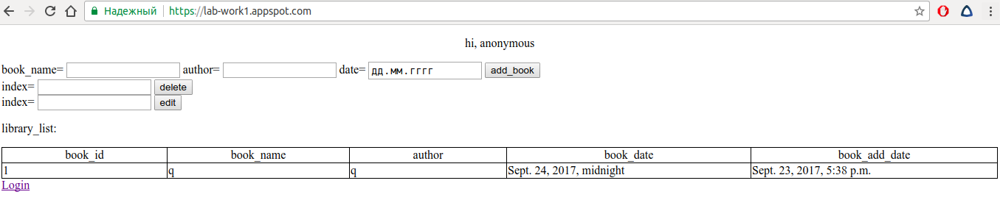 Надежный https://lab-work1.appspot.com
hi, anonymous
book_name= author= date= дд.мм.гггг add_book
index= delete
index= edit
library_list:
book_id book_name author book_date book_add_date
1 q q Sept. 24, 2017, midnight Sept. 23, 2017, 5:38 p.m.
Login